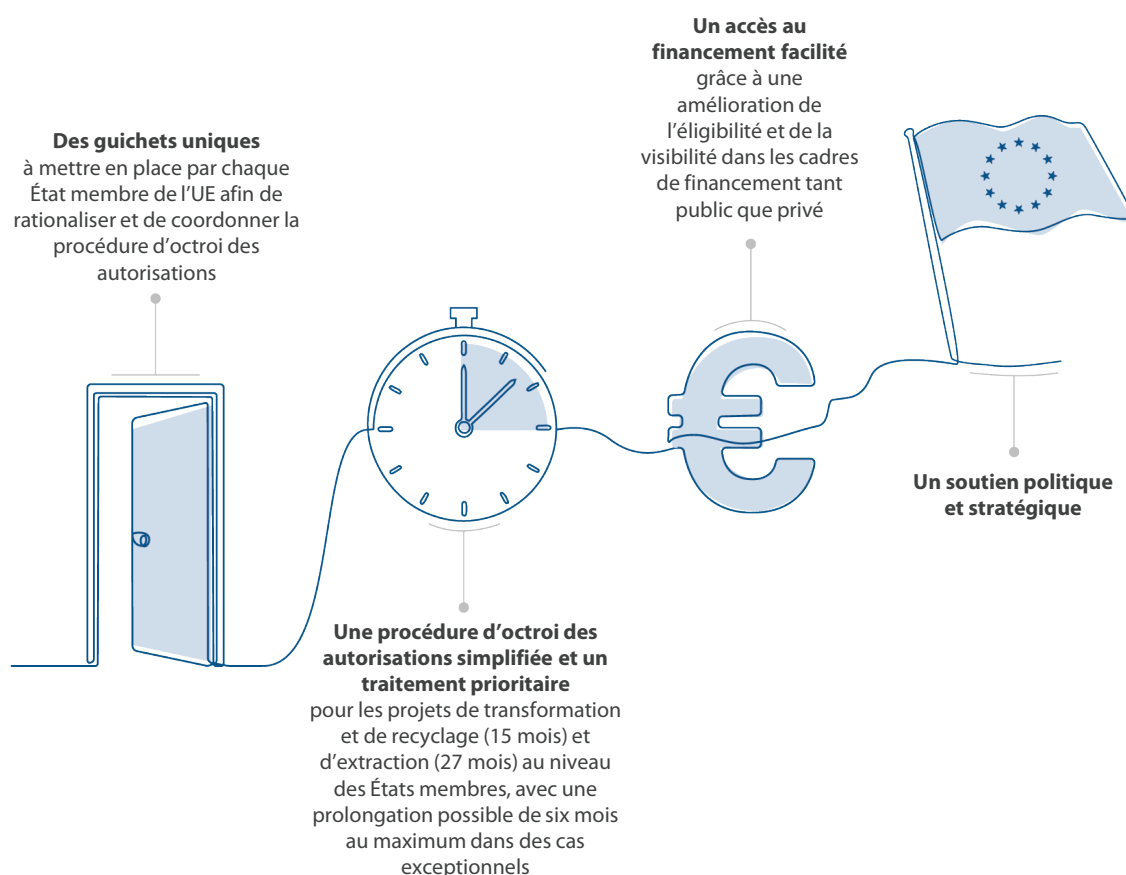 Des guichets uniques
à mettre en place par chaque
État membre de l’UE afin de
rationaliser et de coordonner la
procédure d’octroi des
autorisations
Une procédure d’octroi des
autorisations simplifiée et un
traitement prioritaire
pour les projets de transformation
et de recyclage (15 mois) et
d’extraction (27 mois) au niveau
des États membres, avec une
prolongation possible de six mois
au maximum dans des cas
exceptionnels
Un accès au
financement facilité
grâce à une
amélioration de
l’éligibilité et de la
visibilité dans les cadres
de financement tant
public que privé
Un soutien politique
et stratégique